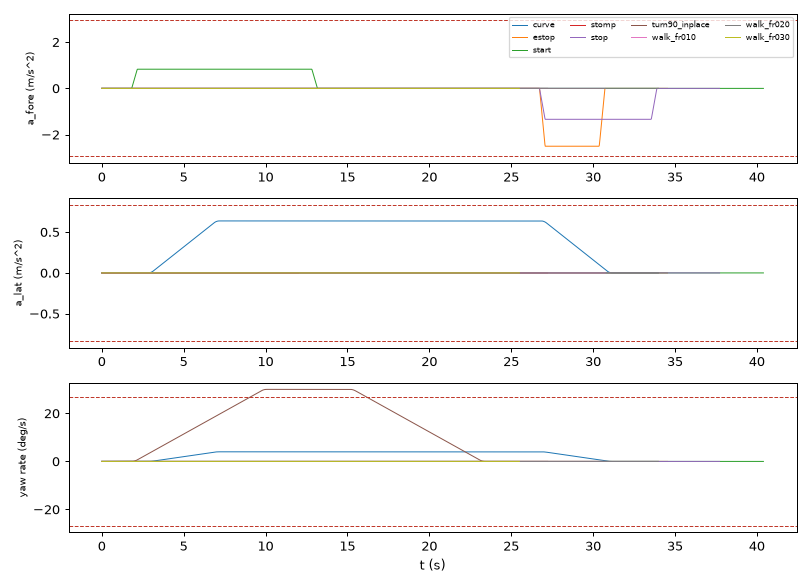 curve stomp turn90_inplace walk_fr020
estop stop walk_fr010 walk_fr030
start
a_fore (m/s^2)
2
0
−2
0 5 10 15 20 25 30 35 40
a_lat (m/s^2)
0.5
0.0
−0.5
0 5 10 15 20 25 30 35 40
yaw rate (deg/s)
20
0
−20
0 5 10 15 20 25 30 35 40
t (s)